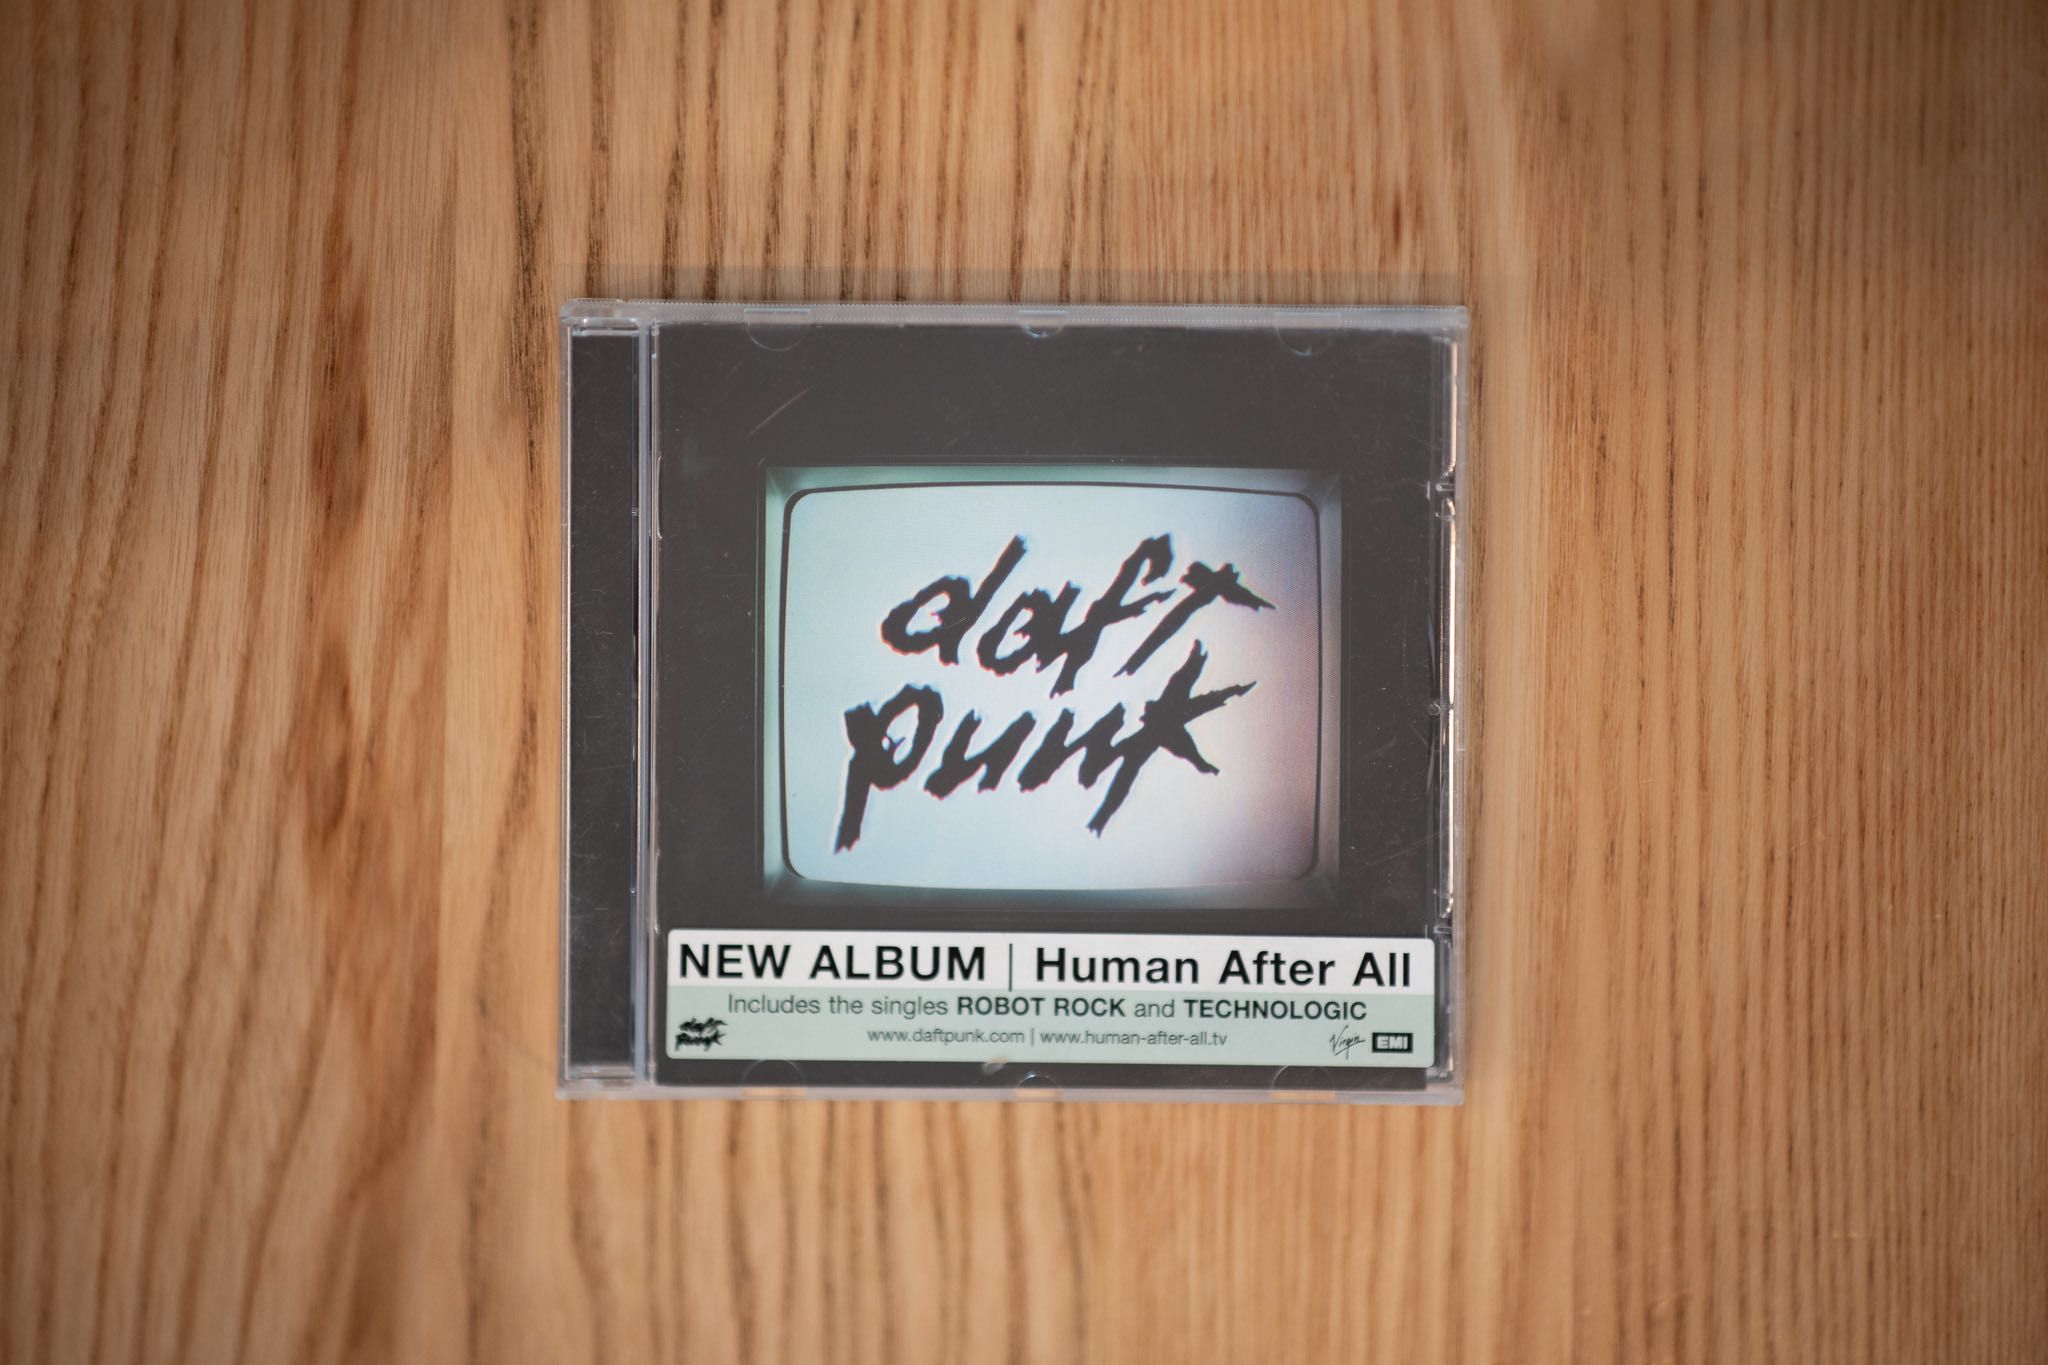 daft
punk
NEW ALBUM | Human After All
Includes the singles ROBOT ROCK and TECHNOLOGIC
daft
punk
www.daftpunk.com | www.human-after-all.tv
Virgin EMI